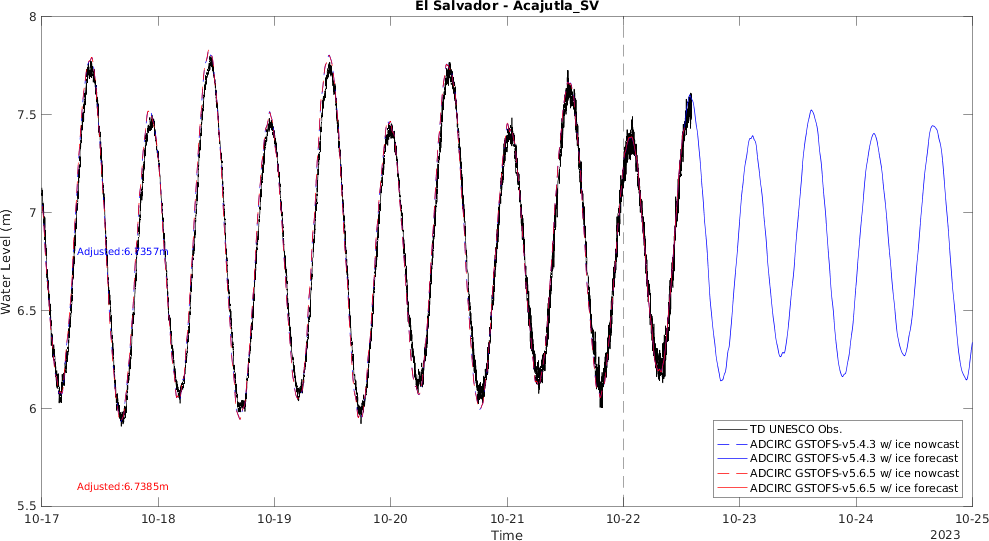 El Salvador - Acajutla_SV
8
7.5
7
6.5
6
5.5
Water Level (m)
Adjusted:6.7357m
Adjusted:6.7385m
TD UNESCO Obs.
ADCIRC GSTOFS-v5.4.3 w/ ice nowcast
ADCIRC GSTOFS-v5.4.3 w/ ice forecast
ADCIRC GSTOFS-v5.6.5 w/ ice nowcast
ADCIRC GSTOFS-v5.6.5 w/ ice forecast
10-17 10-18 10-19 10-20 10-21 10-22 10-23 10-24 10-25
Time
2023